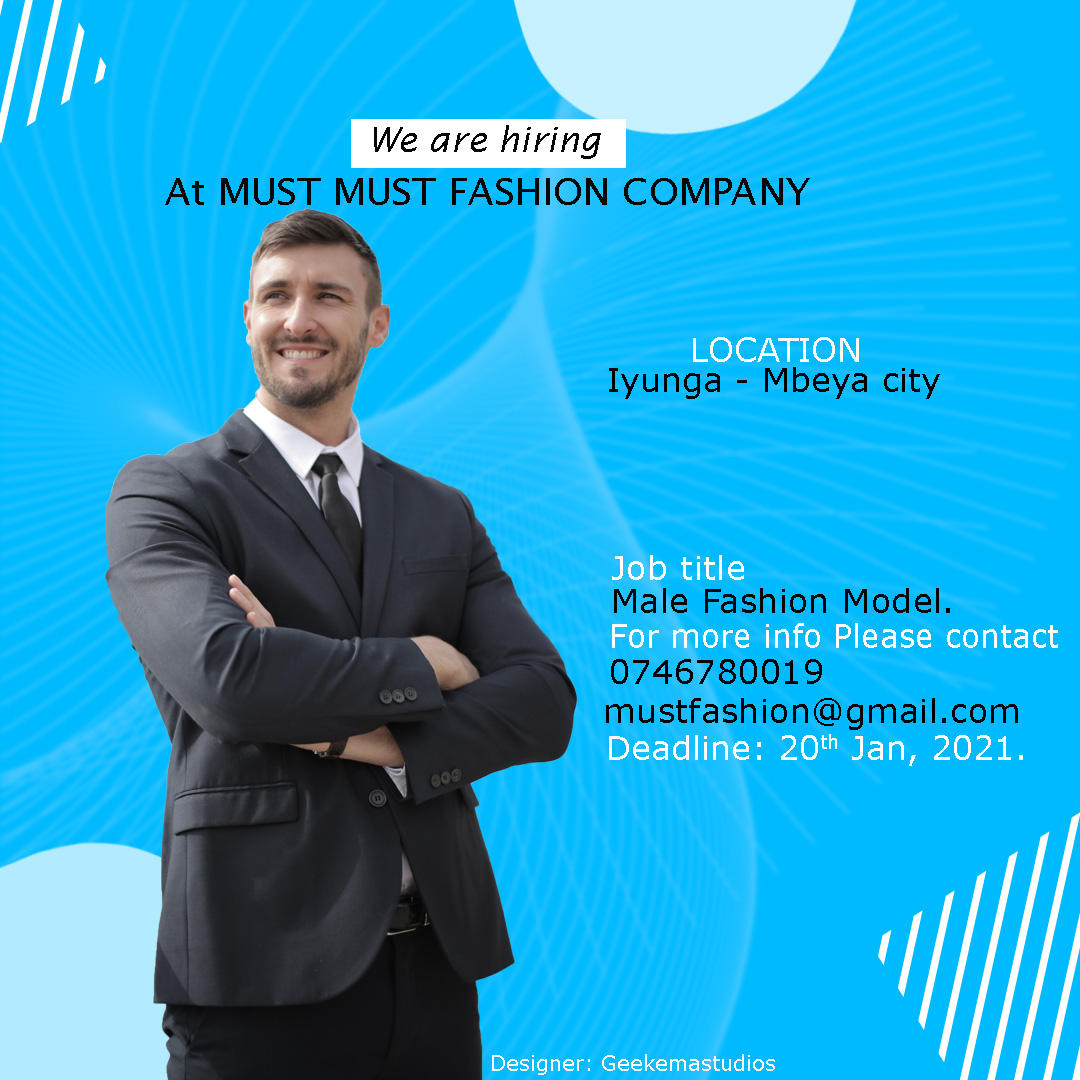 We are hiring
At MUST MUST FASHION COMPANY
LOCATION
Iyunga - Mbeya city
Job title
Male Fashion Model.
For more info Please contact
0746780019
mustfashion@gmail.com
Deadline: 20th Jan, 2021.
Designer: Geekemastudios